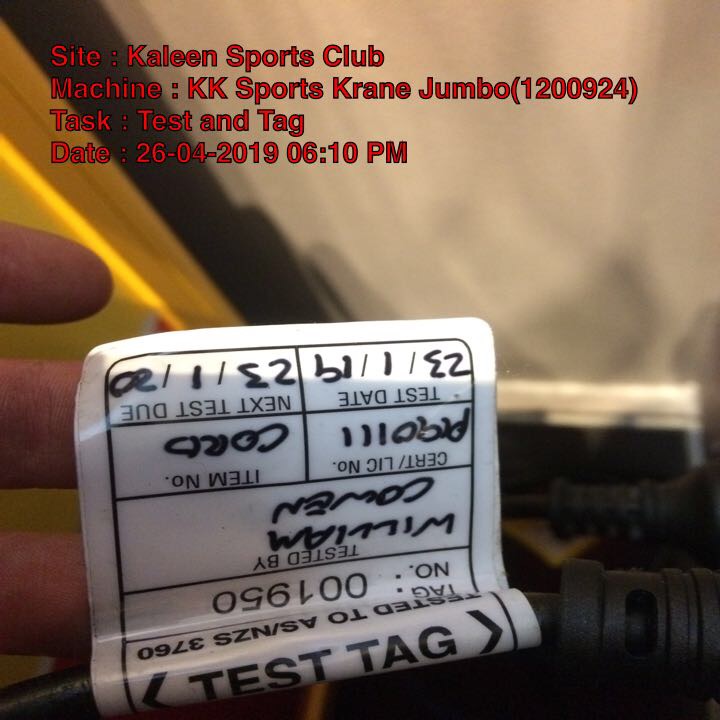 Site : Kaleen Sports Club
Machine : KK Sports Krane Jumbo(1200924)
Task : Test and Tag
Date : 26-04-2019 06:10 PM
TEST TAG
TESTED TO AS/NZS 3760
TAG NO. : 001950
TESTED BY
WILLIAM
COWEN
CERT/LIC No. ITEM No.
CORD
TEST DATE NEXT TEST DUE
23/1/19 23/1/20